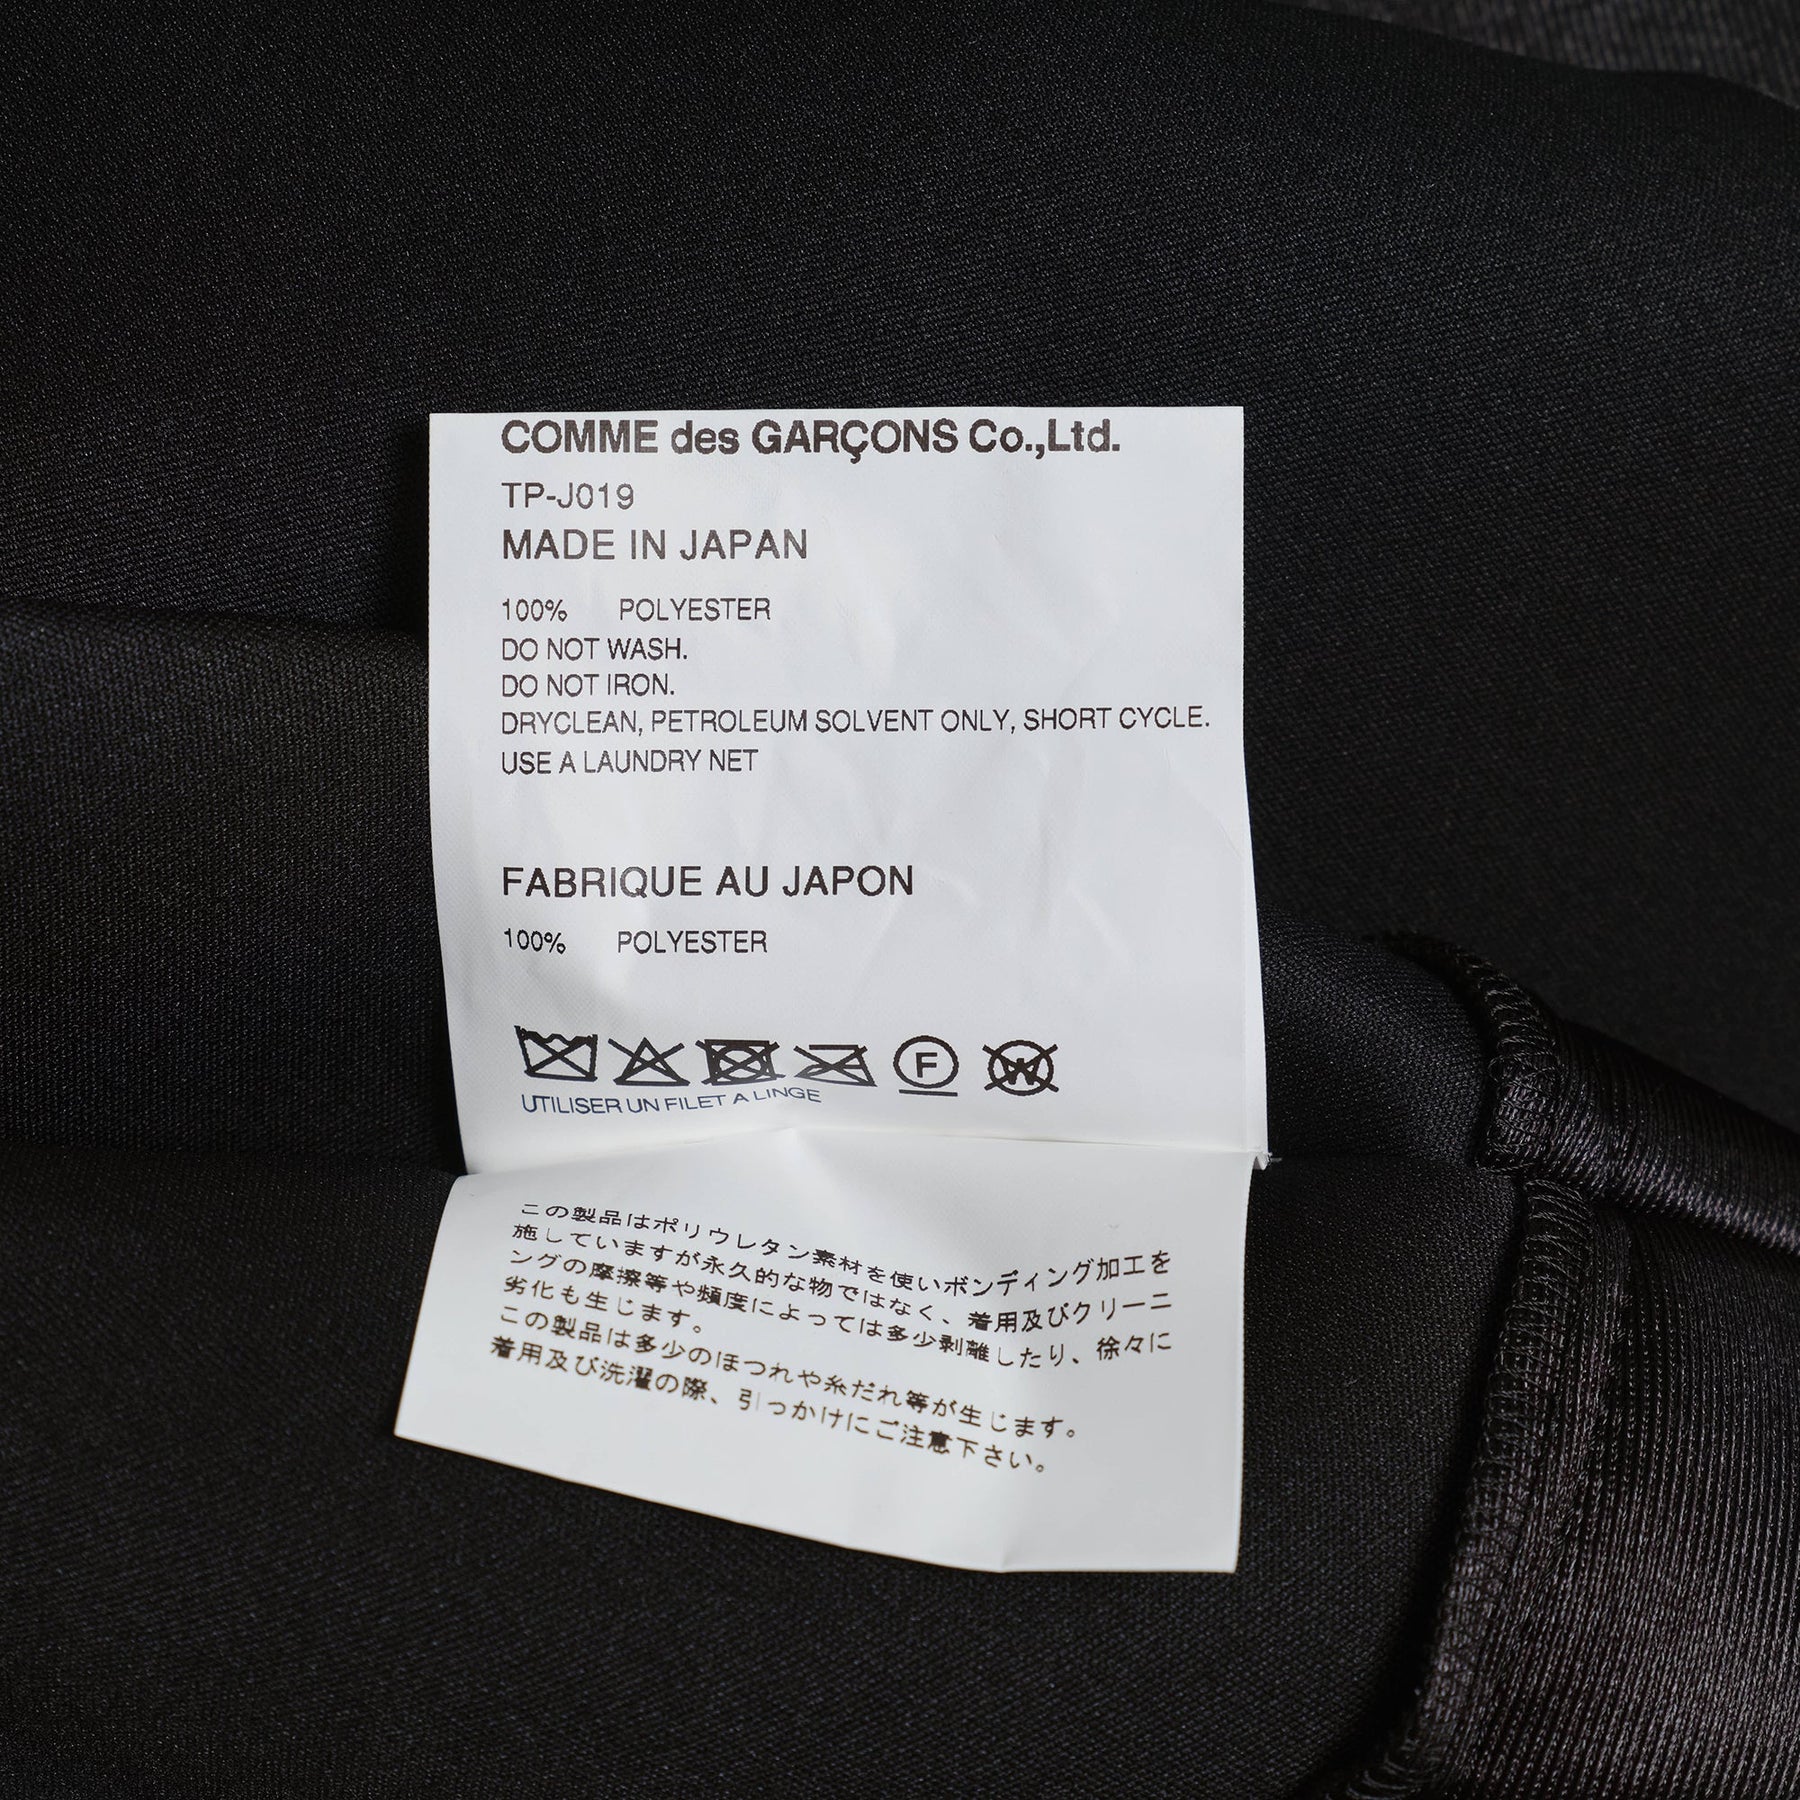 COMME des GARÇONS Co.,Ltd.
TP-J019
MADE IN JAPAN
100% POLYESTER
DO NOT WASH.
DO NOT IRON.
DRYCLEAN, PETROLEUM SOLVENT ONLY, SHORT CYCLE.
USE A LAUNDRY NET
FABRIQUE AU JAPON
100% POLYESTER
F W
UTILISER UN FILET A LINGE
この製品はポリウレタン素材を使いボンディング加工を
施していますが永久的な物ではなく、着用及びクリーニ
ングの摩擦等や頻度によっては多少剥離したり、徐々に
劣化も生じます。
この製品は多少のほつれや糸だれ等が生じます。
着用及び洗濯の際、引っかけにご注意下さい。